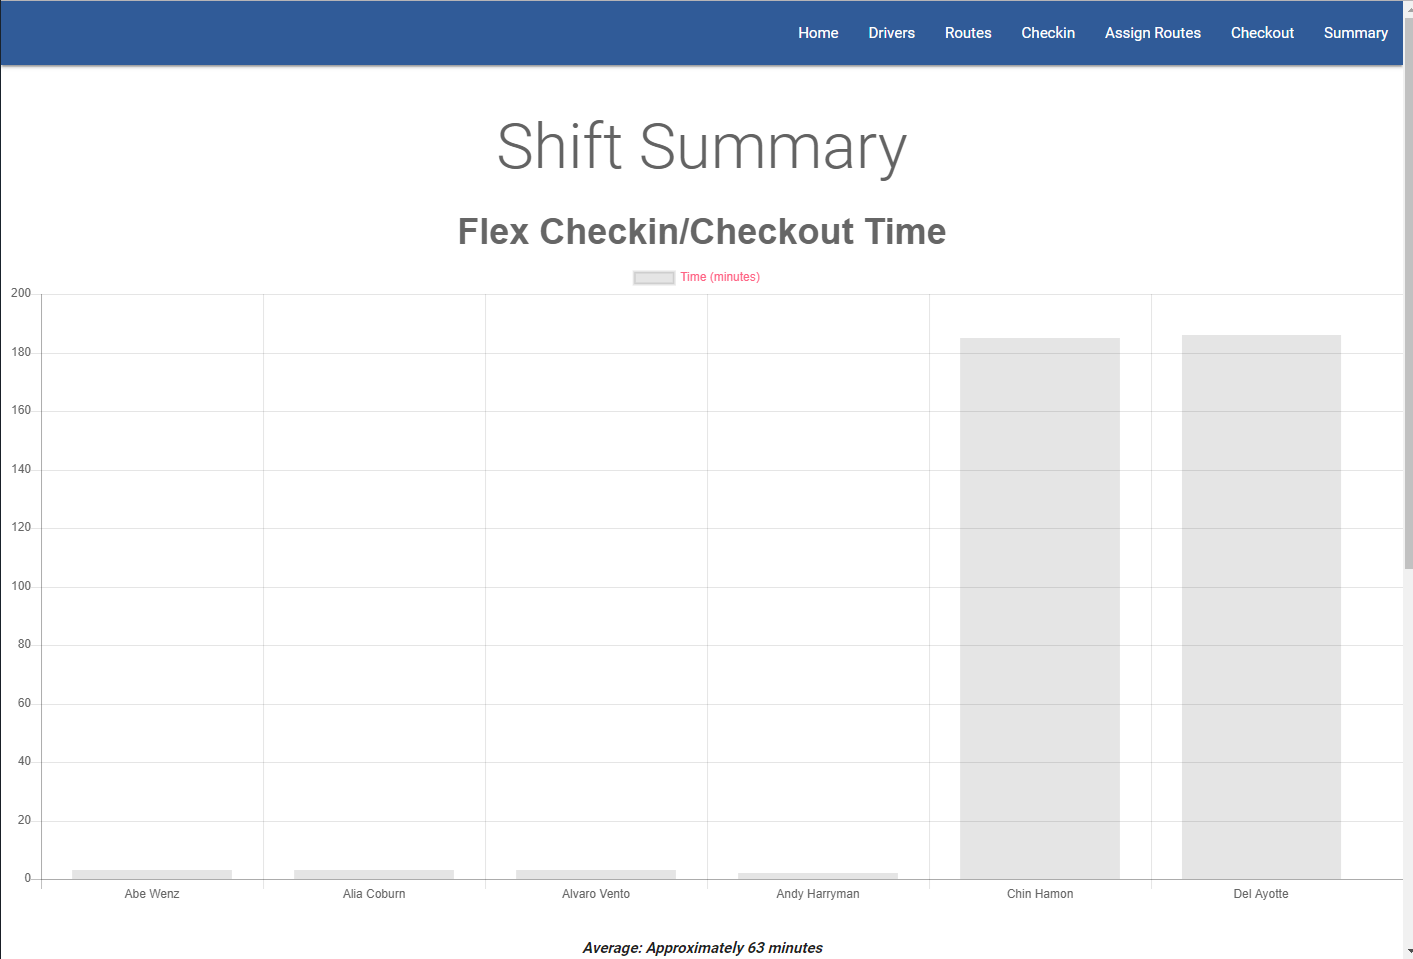 Home Drivers Routes Checkin Assign Routes Checkout Summary
Shift Summary
Flex Checkin/Checkout Time
Time (minutes)
200
180
160
140
120
100
80
60
40
20
0
Abe Wenz Alia Coburn Alvaro Vento Andy Harryman Chin Hamon Del Ayotte
Average: Approximately 63 minutes